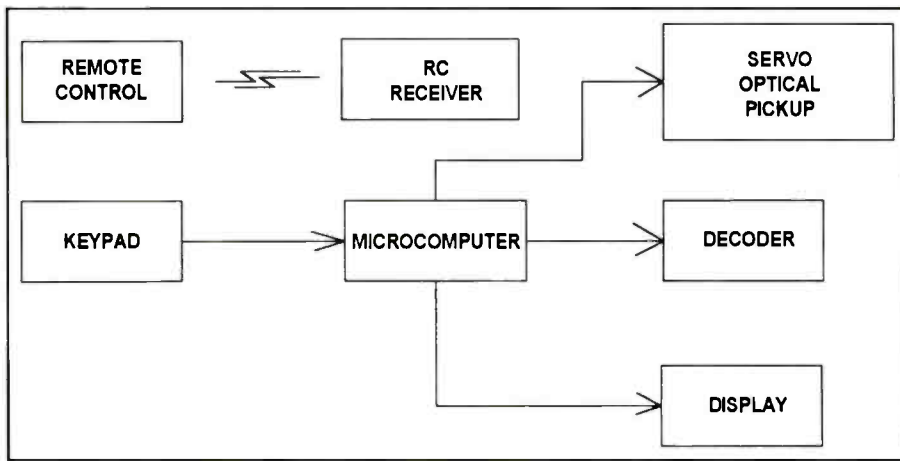 REMOTE
CONTROL
RC
RECEIVER
SERVO
OPTICAL
PICKUP
KEYPAD
MICROCOMPUTER
DECODER
DISPLAY